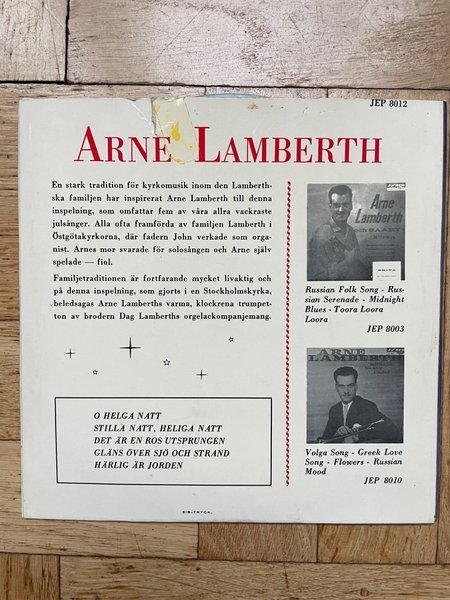 JEP 8012
ARNE LAMBERTH
En stark tradition för kyrkomusik inom den Lamberth-
ska familjen har inspirerat Arne Lamberth till denna
inspelning, som omfattar fem av våra allra vackraste
julsånger. Alla ofta framförda av familjen Lamberth i
Östgötakyrkorna, där fadern John verkade som orga-
nist. Arnes mor svarade för solosången och Arne själv
spelade — fiol.
Familjetraditionen är fortfarande mycket livaktig och
på denna inspelning, som gjorts i en Stockholmskyrka,
beledsagas Arne Lamberths varma, klockrena trumpet-
ton av brodern Dag Lamberths orgelackompanjemang.
O HELGA NATT
STILLA NATT, HELIGA NATT
DET ÄR EN ROS UTSPRUNGEN
GLÄNS ÖVER SJÖ OCH STRAND
HÄRLIG ÄR JORDEN
Arne
Lamberth
Russian Folk Song - Rus-
sian Serenade - Midnight
Blues - Toora Loora
Loora
JEP 8003
ARNE LAMBERTH
Volga Song - Greek Love
Song - Flowers - Russian
Mood
JEP 8010
SIB-TRYCK.